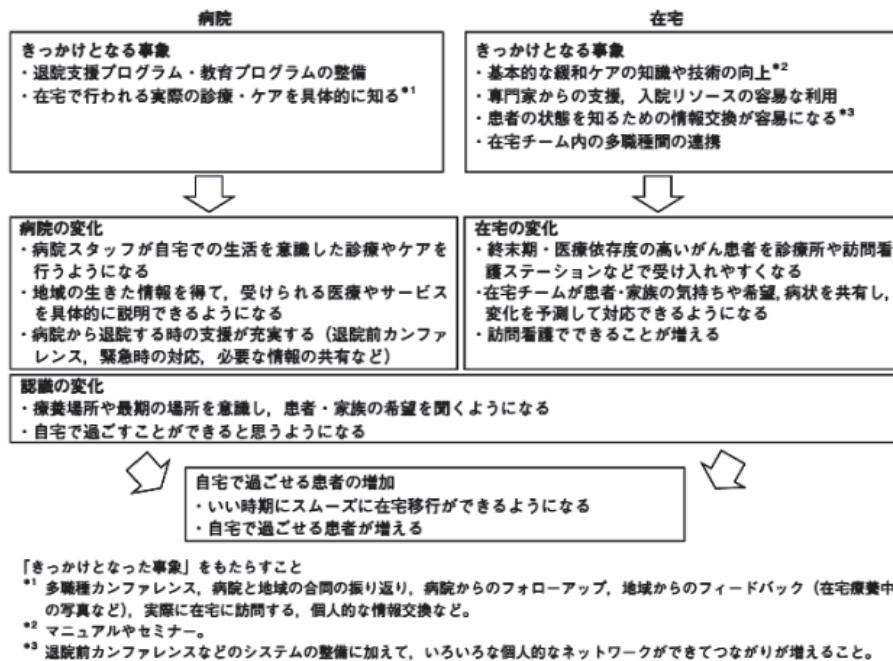 病院
きっかけとなる事象
・退院支援プログラム・教育プログラムの整備
・在宅で行われる実際の診療・ケアを具体的に知る*1
在宅
きっかけとなる事象
・基本的な緩和ケアの知識や技術の向上*2
・専門家からの支援，入院リソースの容易な利用
・患者の状態を知るための情報交換が容易になる*3
・在宅チーム内の多職種間の連携
病院の変化
・病院スタッフが自宅での生活を意識した診療やケアを
行うようになる
・地域の生きた情報を得て，受けられる医療やサービス
を具体的に説明できるようになる
・病院から退院する時の支援が充実する（退院前カンファ
レンス，緊急時の対応，必要な情報の共有など）
在宅の変化
・終末期・医療依存度の高いがん患者を診療所や訪問看
護ステーションなどで受け入れやすくなる
・在宅チームが患者・家族の気持ちや希望，病状を共有し，
変化を予測して対応できるようになる
・訪問看護でできることが増える
認識の変化
・療養場所や最期の場所を意識し，患者・家族の希望を聞くようになる
・自宅で過ごすことができると思うようになる
自宅で過ごせる患者の増加
・いい時期にスムーズに在宅移行ができるようになる
・自宅で過ごせる患者が増える
「きっかけとなった事象」をもたらすこと
*1 多職種カンファレンス，病院と地域の合同の振り返り，病院からのフォローアップ，地域からのフィードバック（在宅療養中
の写真など），実際に在宅に訪問する，個人的な情報交換など。
*2 マニュアルやセミナー。
*3 退院前カンファレンスなどのシステムの整備に加えて，いろいろな個人的なネットワークができてつながりが増えること。